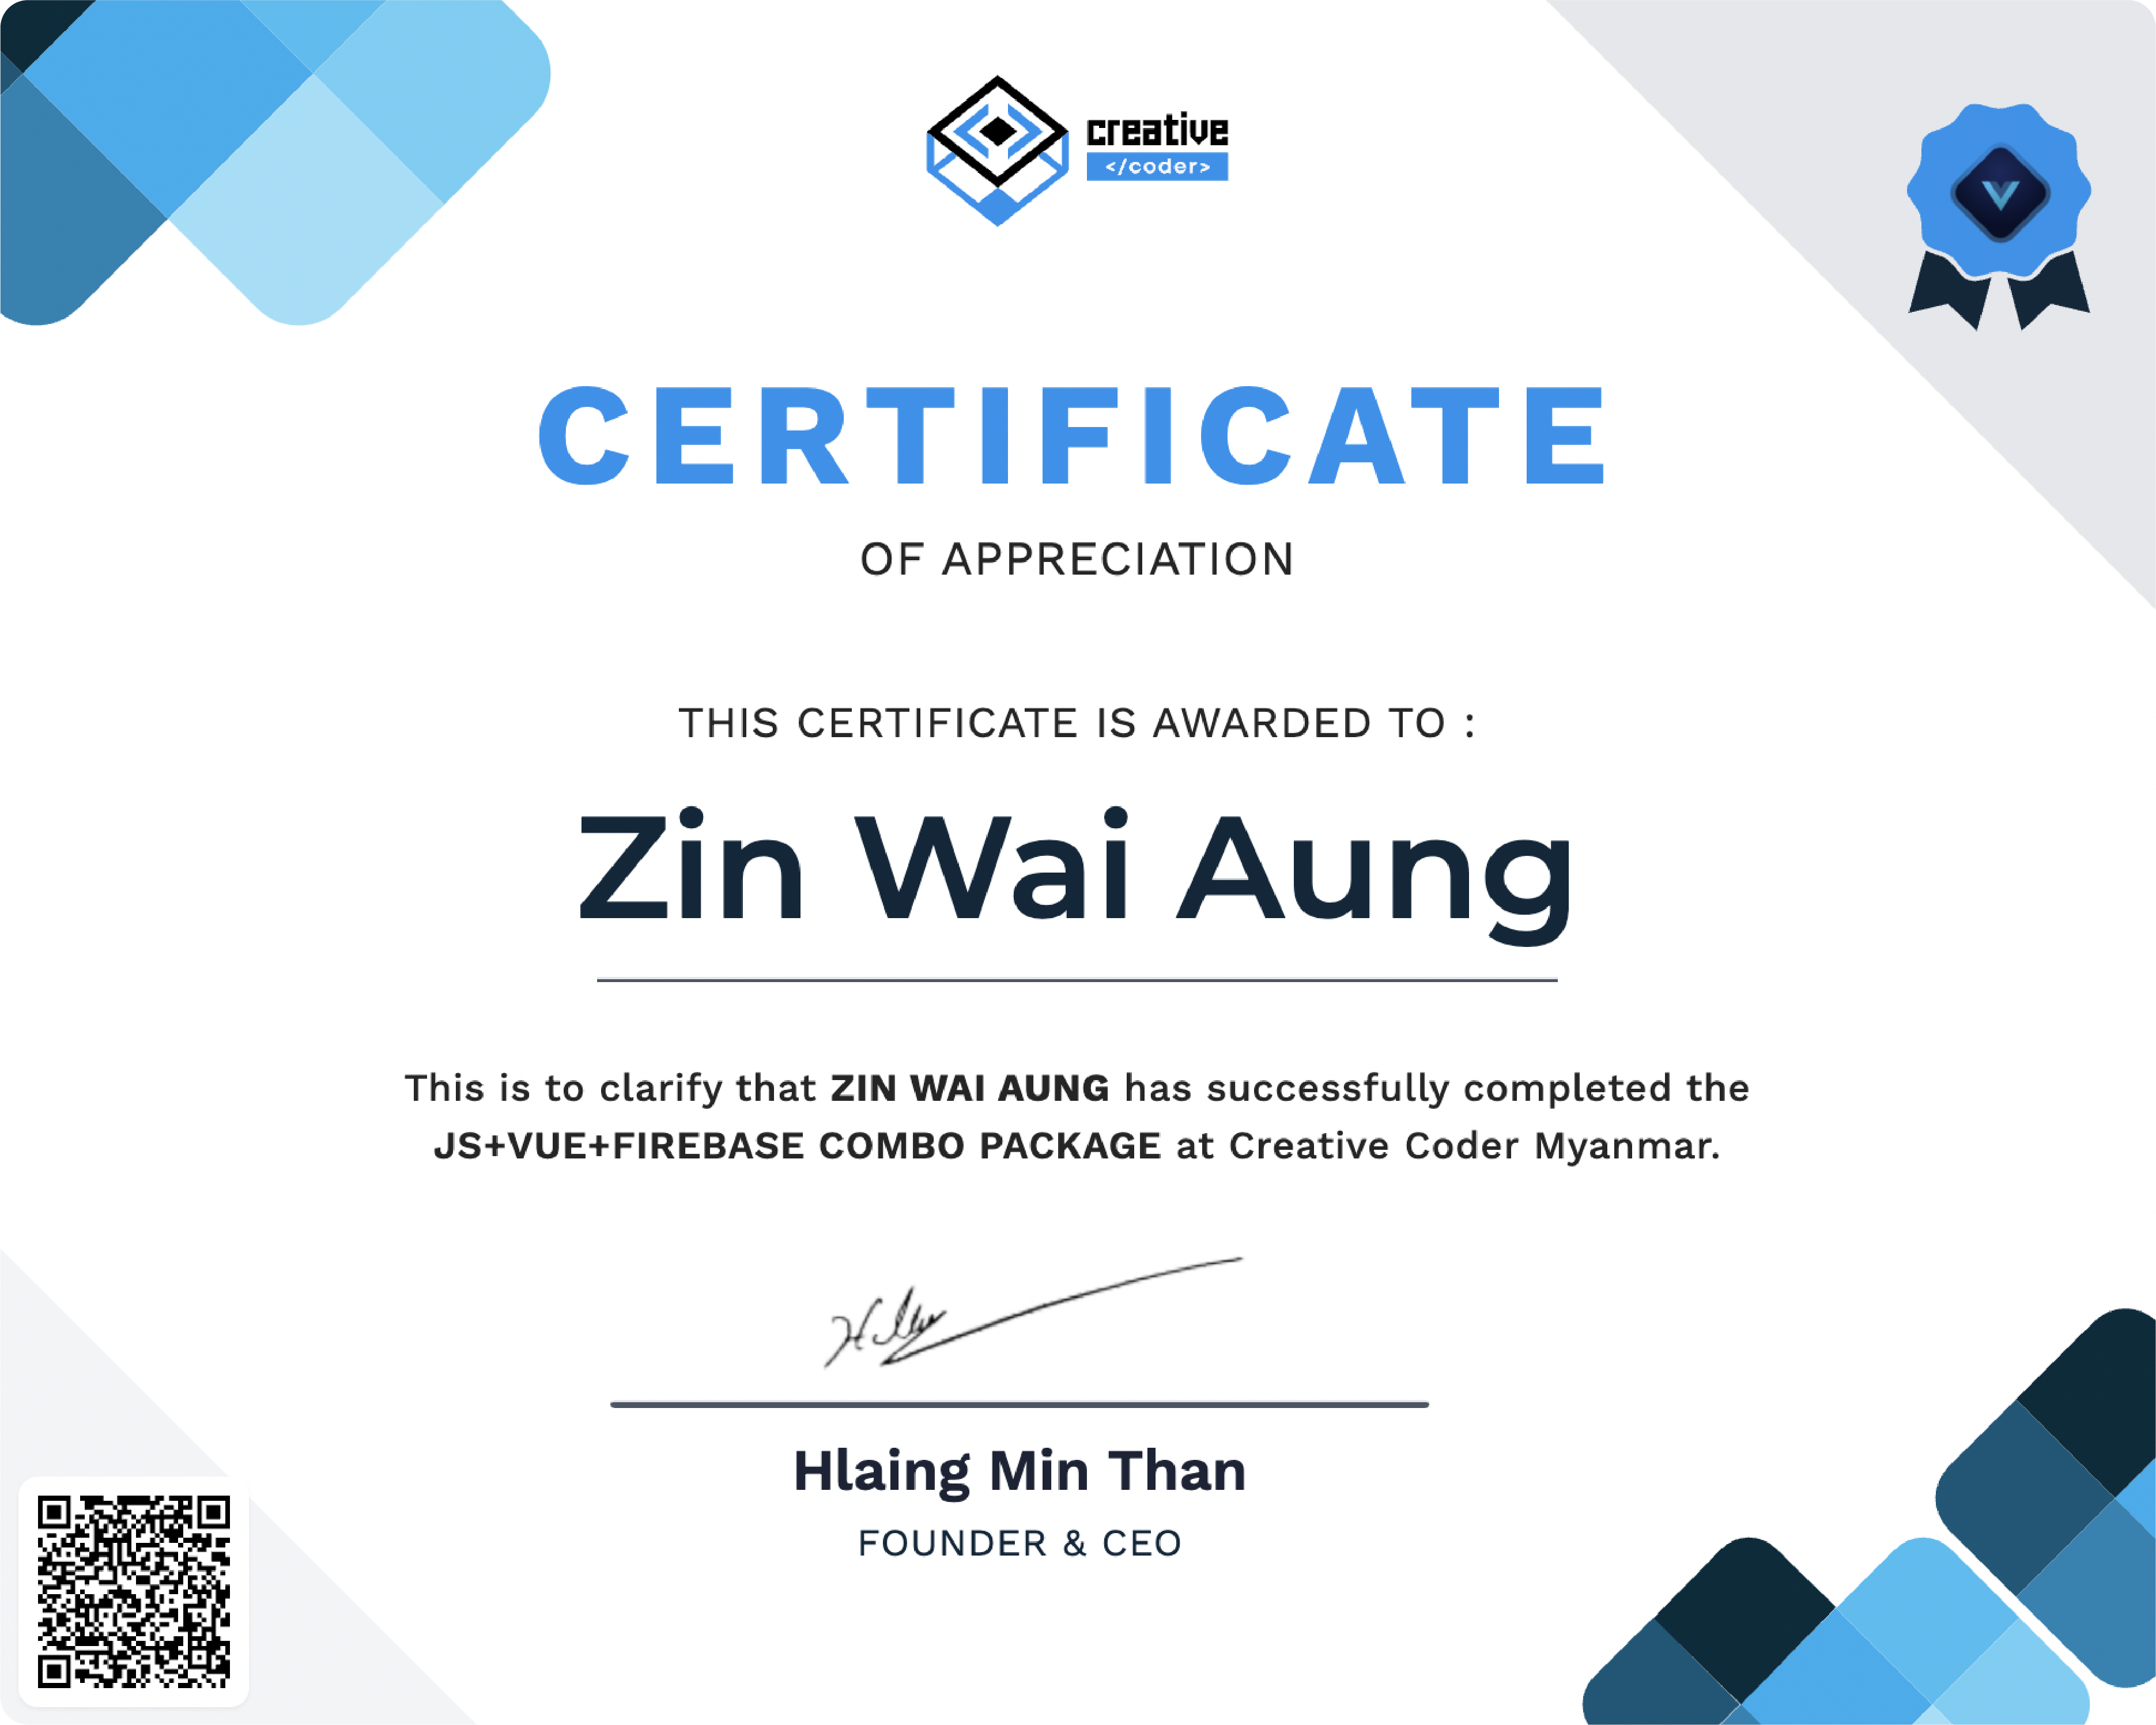 creative
</coder>
CERTIFICATE
OF APPRECIATION
THIS CERTIFICATE IS AWARDED TO :
Zin Wai Aung
This is to clarify that ZIN WAI AUNG has successfully completed the
JS+VUE+FIREBASE COMBO PACKAGE at Creative Coder Myanmar.
Hlaing Min Than
FOUNDER & CEO